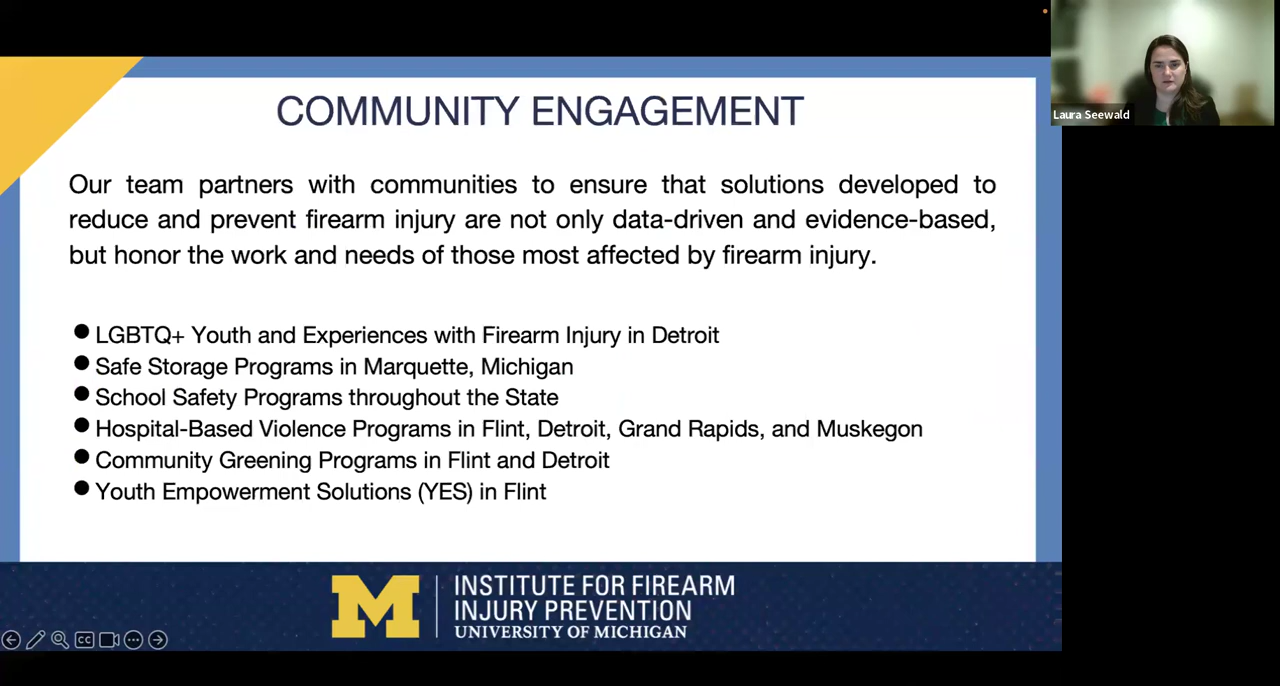 COMMUNITY ENGAGEMENT
Our team partners with communities to ensure that solutions developed to
reduce and prevent firearm injury are not only data-driven and evidence-based,
but honor the work and needs of those most affected by firearm injury.
● LGBTQ+ Youth and Experiences with Firearm Injury in Detroit
● Safe Storage Programs in Marquette, Michigan
● School Safety Programs throughout the State
● Hospital-Based Violence Programs in Flint, Detroit, Grand Rapids, and Muskegon
● Community Greening Programs in Flint and Detroit
● Youth Empowerment Solutions (YES) in Flint
M
INSTITUTE FOR FIREARM
INJURY PREVENTION
UNIVERSITY OF MICHIGAN
CC
Laura Seewald